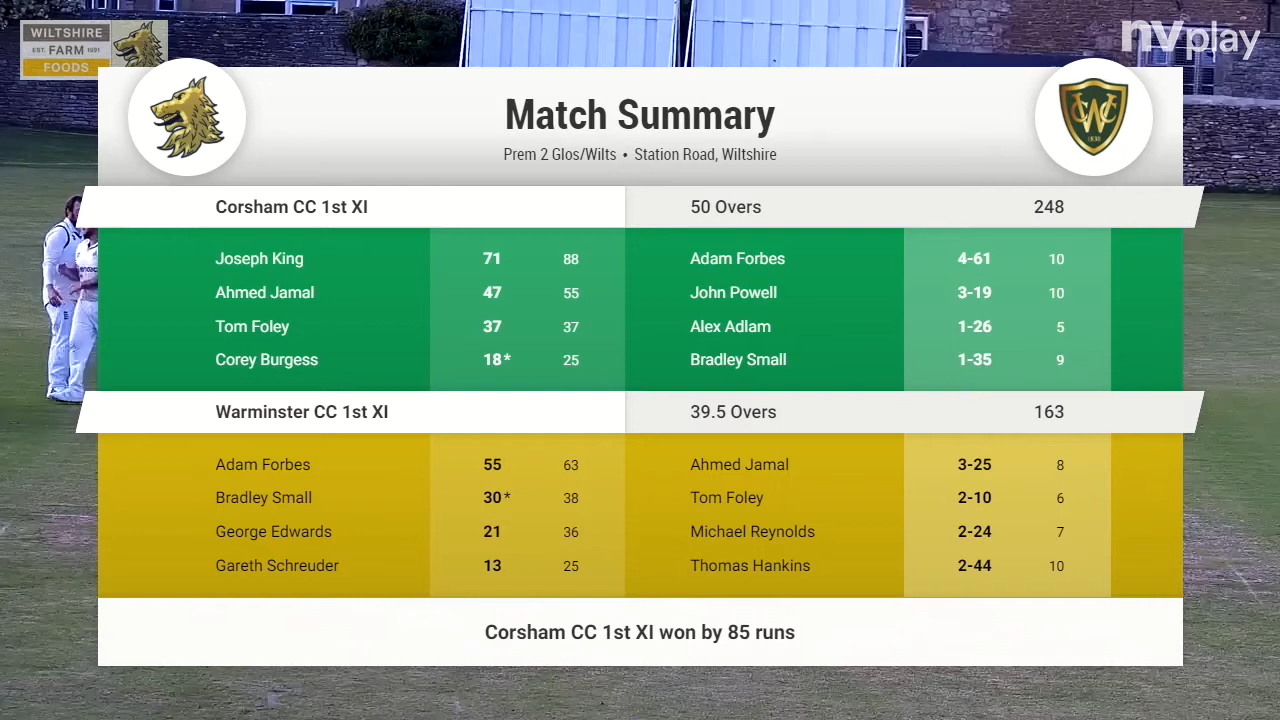 WILTSHIRE
EST. FARM 1991
FOODS
nvplay
Match Summary
Prem 2 Glos/Wilts • Station Road, Wiltshire
CWC
1838
Corsham CC 1st XI 50 Overs 248
Joseph King 71 88 Adam Forbes 4-61 10
Ahmed Jamal 47 55 John Powell 3-19 10
Tom Foley 37 37 Alex Adlam 1-26 5
Corey Burgess 18* 25 Bradley Small 1-35 9
Warminster CC 1st XI 39.5 Overs 163
Adam Forbes 55 63 Ahmed Jamal 3-25 8
Bradley Small 30* 38 Tom Foley 2-10 6
George Edwards 21 36 Michael Reynolds 2-24 7
Gareth Schreuder 13 25 Thomas Hankins 2-44 10
Corsham CC 1st XI won by 85 runs